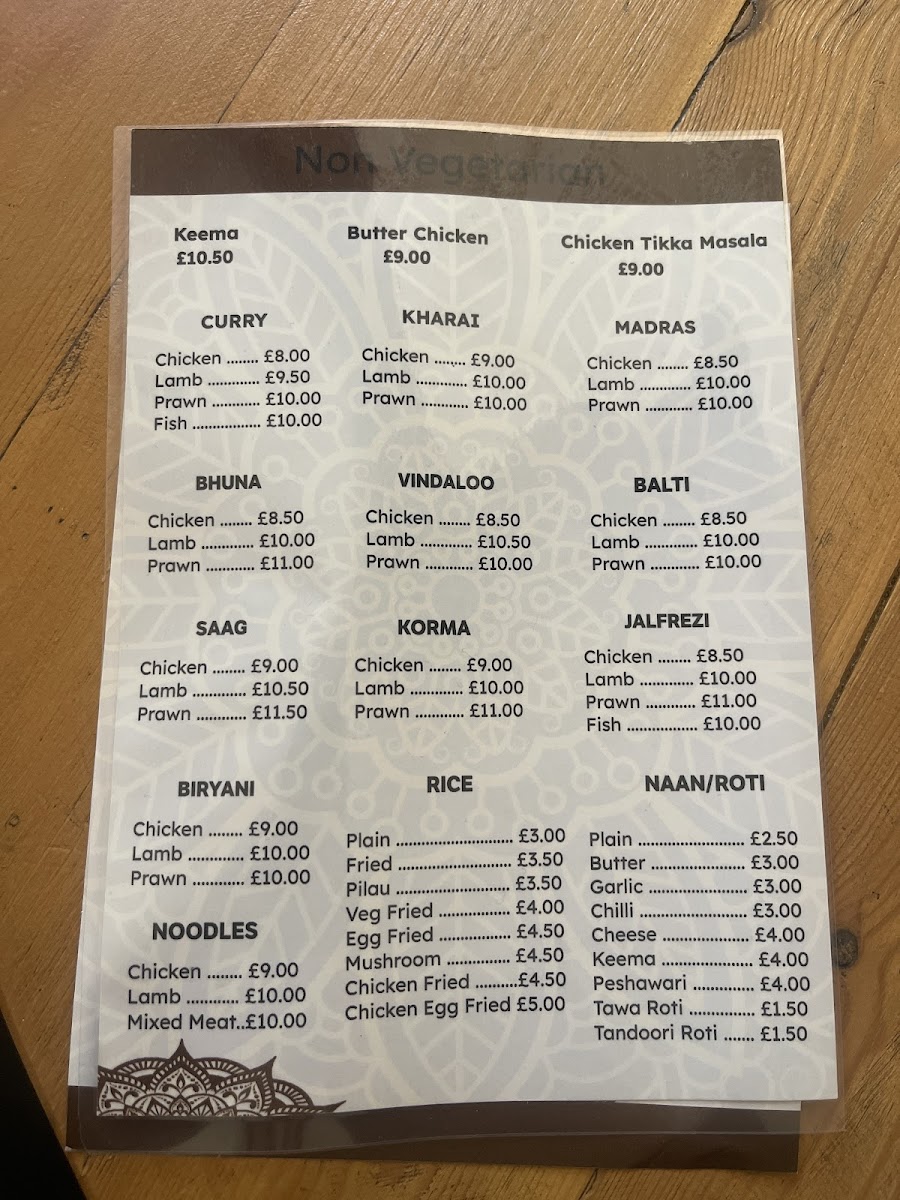 Non Vegetarian
Keema
£10.50
Butter Chicken
£9.00
Chicken Tikka Masala
£9.00
CURRY
Chicken ........ £8.00
Lamb ............. £9.50
Prawn ............ £10.00
Fish ................. £10.00
KHARAI
Chicken ........ £9.00
Lamb ............. £10.00
Prawn ............ £10.00
MADRAS
Chicken ........ £8.50
Lamb ............. £10.00
Prawn ............ £10.00
BHUNA
Chicken ........ £8.50
Lamb ............. £10.00
Prawn ............ £11.00
VINDALOO
Chicken ........ £8.50
Lamb ............. £10.50
Prawn ............ £10.00
BALTI
Chicken ........ £8.50
Lamb ............. £10.00
Prawn ............ £10.00
SAAG
Chicken ........ £9.00
Lamb ............. £10.50
Prawn ............ £11.50
KORMA
Chicken ........ £9.00
Lamb ............. £10.00
Prawn ............ £11.00
JALFREZI
Chicken ........ £8.50
Lamb ............. £10.00
Prawn ............ £11.00
Fish ................. £10.00
BIRYANI
Chicken ........ £9.00
Lamb ............. £10.00
Prawn ............ £10.00
NOODLES
Chicken ........ £9.00
Lamb ............ £10.00
Mixed Meat..£10.00
RICE
Plain ............................ £3.00
Fried ........................... £3.50
Pilau ........................... £3.50
Veg Fried ................. £4.00
Egg Fried ................. £4.50
Mushroom ............... £4.50
Chicken Fried ..........£4.50
Chicken Egg Fried £5.00
NAAN/ROTI
Plain .......................... £2.50
Butter ....................... £3.00
Garlic ........................ £3.00
Chilli .......................... £3.00
Cheese ..................... £4.00
Keema ...................... £4.00
Peshawari ............... £4.00
Tawa Roti ................ £1.50
Tandoori Roti ....... £1.50